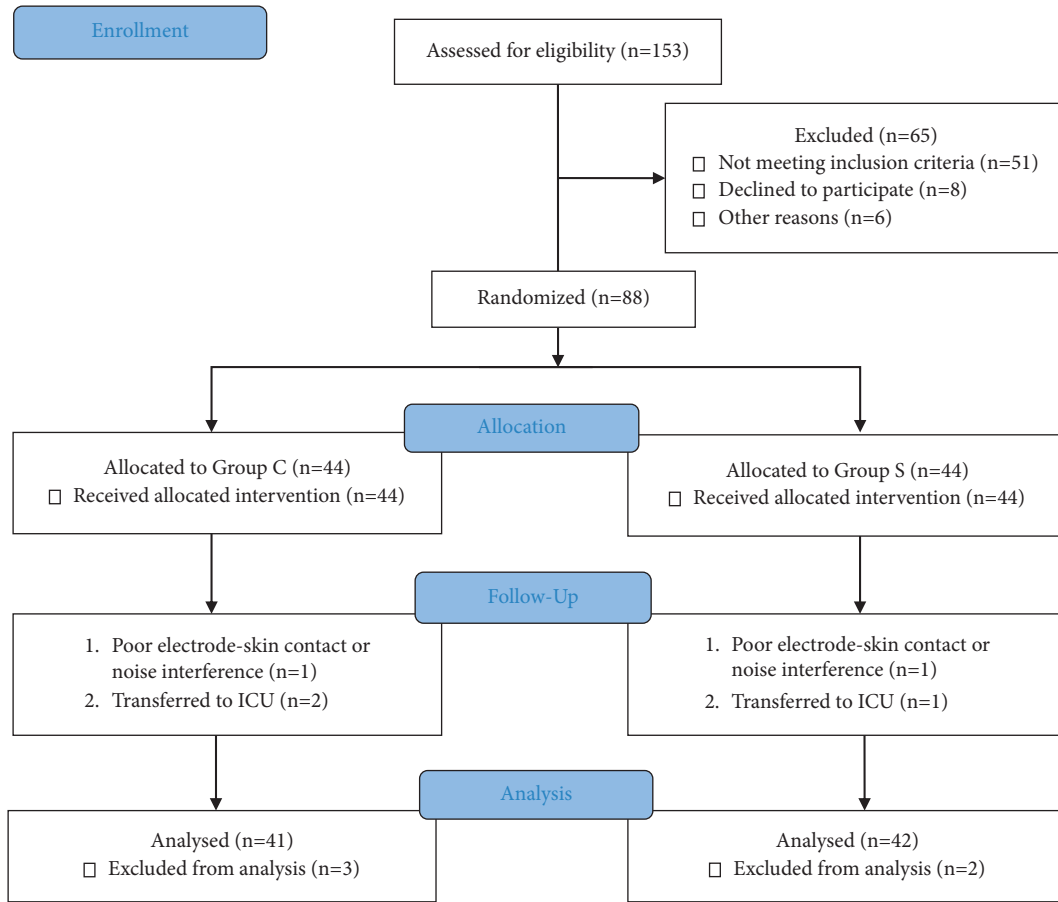 Enrollment
Assessed for eligibility (n=153)
Excluded (n=65)
□ Not meeting inclusion criteria (n=51)
□ Declined to participate (n=8)
□ Other reasons (n=6)
Randomized (n=88)
Allocation
Allocated to Group C (n=44)
□ Received allocated intervention (n=44)
Allocated to Group S (n=44)
□ Received allocated intervention (n=44)
Follow-Up
1. Poor electrode-skin contact or
noise interference (n=1)
2. Transferred to ICU (n=2)
1. Poor electrode-skin contact or
noise interference (n=1)
2. Transferred to ICU (n=1)
Analysis
Analysed (n=41)
□ Excluded from analysis (n=3)
Analysed (n=42)
□ Excluded from analysis (n=2)